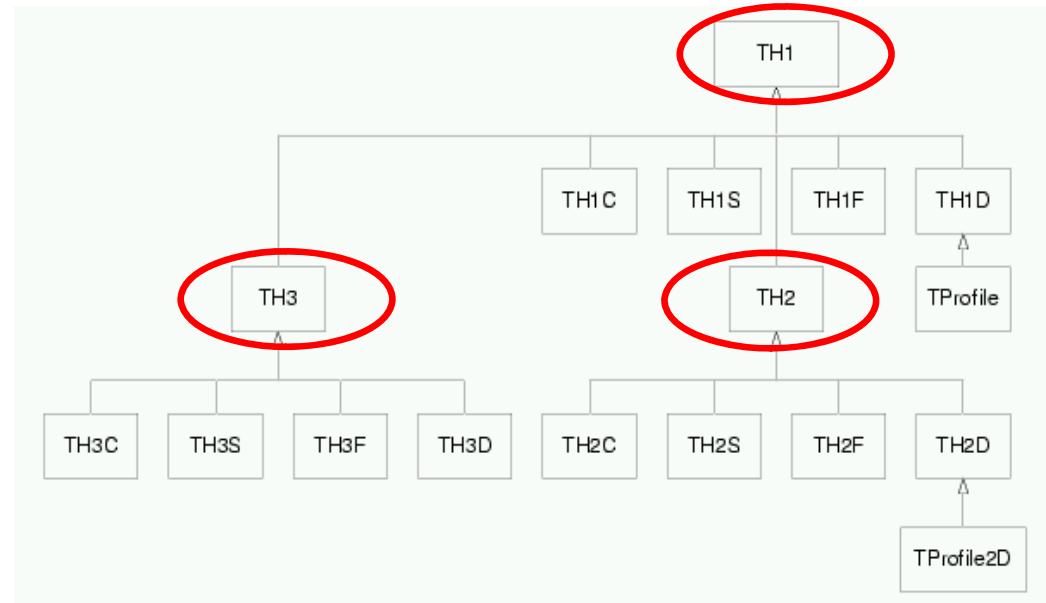 TH1
TH1C
TH1S
TH1F
TH1D
TH3
TH2
TProfile
TH3C
TH3S
TH3F
TH3D
TH2C
TH2S
TH2F
TH2D
TProfile2D